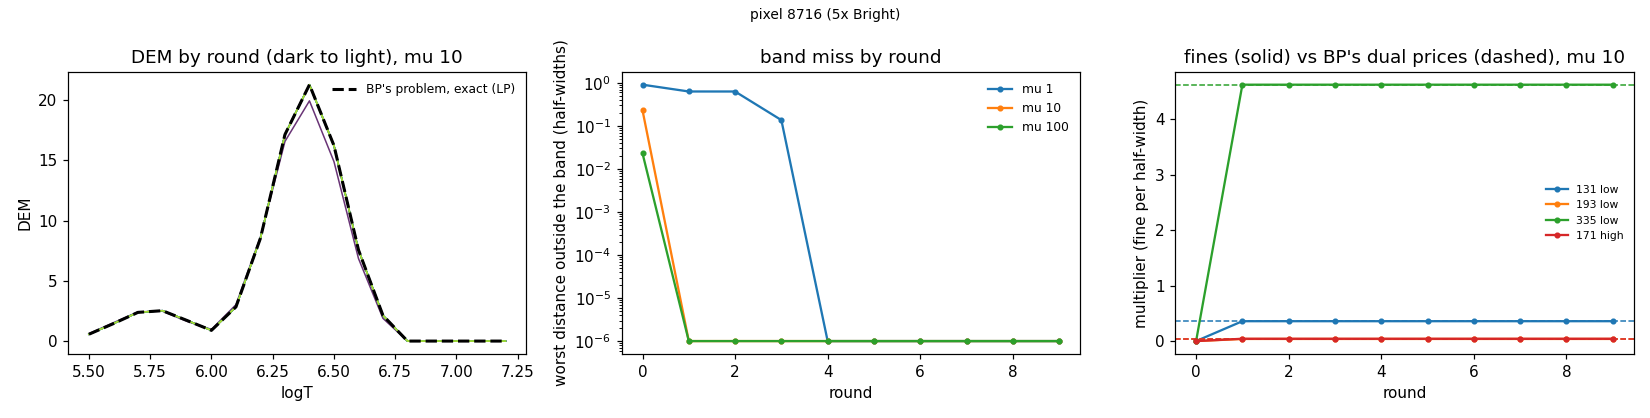 pixel 8716 (5x Bright)
DEM by round (dark to light), mu 10
BP's problem, exact (LP)
DEM
20
15
10
5
0
5.50 5.75 6.00 6.25 6.50 6.75 7.00 7.25
logT
band miss by round
mu 1
mu 10
mu 100
worst distance outside the band (half-widths)
10⁰
10⁻¹
10⁻²
10⁻³
10⁻⁴
10⁻⁵
10⁻⁶
0 2 4 6 8
round
fines (solid) vs BP's dual prices (dashed), mu 10
131 low
193 low
335 low
171 high
multiplier (fine per half-width)
4
3
2
1
0
0 2 4 6 8
round